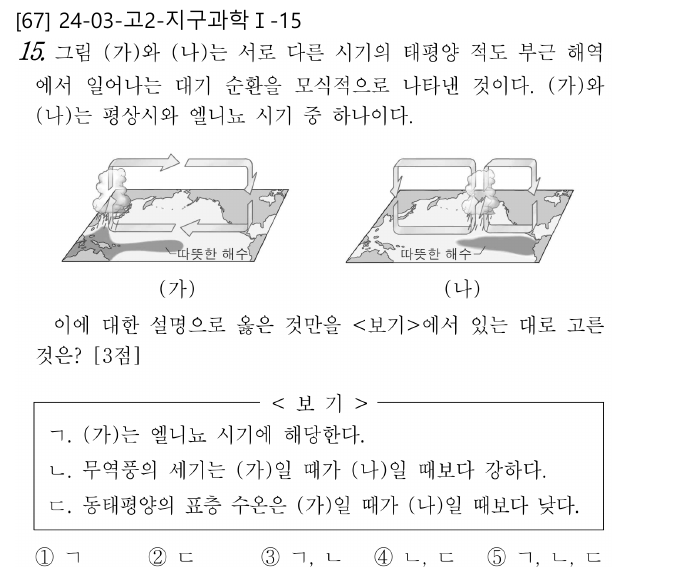 [67] 24-03-고2-지구과학Ⅰ-15
15. 그림 (가)와 (나)는 서로 다른 시기의 태평양 적도 부근 해역
에서 일어나는 대기 순환을 모식적으로 나타낸 것이다. (가)와
(나)는 평상시와 엘니뇨 시기 중 하나이다.
따뜻한 해수
따뜻한 해수
(가)
(나)
이에 대한 설명으로 옳은 것만을 <보기>에서 있는 대로 고른
것은? [3점]
< 보 기 >
ㄱ. (가)는 엘니뇨 시기에 해당한다.
ㄴ. 무역풍의 세기는 (가)일 때가 (나)일 때보다 강하다.
ㄷ. 동태평양의 표층 수온은 (가)일 때가 (나)일 때보다 낮다.
① ㄱ ② ㄷ ③ ㄱ, ㄴ ④ ㄴ, ㄷ ⑤ ㄱ, ㄴ, ㄷ